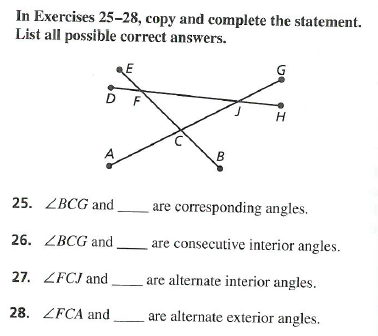 In Exercises 25–28, copy and complete the statement.
List all possible correct answers.
E
G
D F
J
H
C
A
B
25. ∠BCG and ____ are corresponding angles.
26. ∠BCG and ____ are consecutive interior angles.
27. ∠FCJ and ____ are alternate interior angles.
28. ∠FCA and ____ are alternate exterior angles.